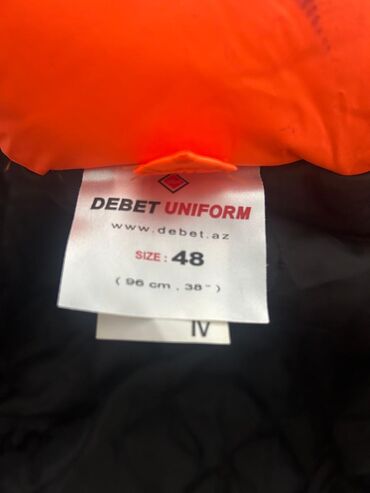 DEBET UNIFORM
www.debet.az
SIZE: 48
( 96 cm . 38" )
IV